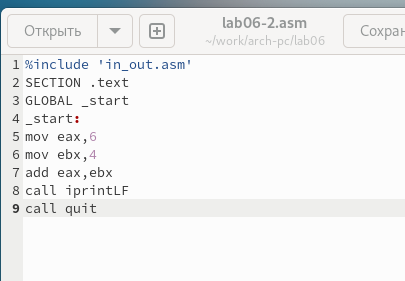 Открыть
lab06-2.asm
~/work/arch-pc/lab06
Сохран
1 %include 'in_out.asm'
2 SECTION .text
3 GLOBAL _start
4 _start:
5 mov eax,6
6 mov ebx,4
7 add eax,ebx
8 call iprintLF
9 call quit